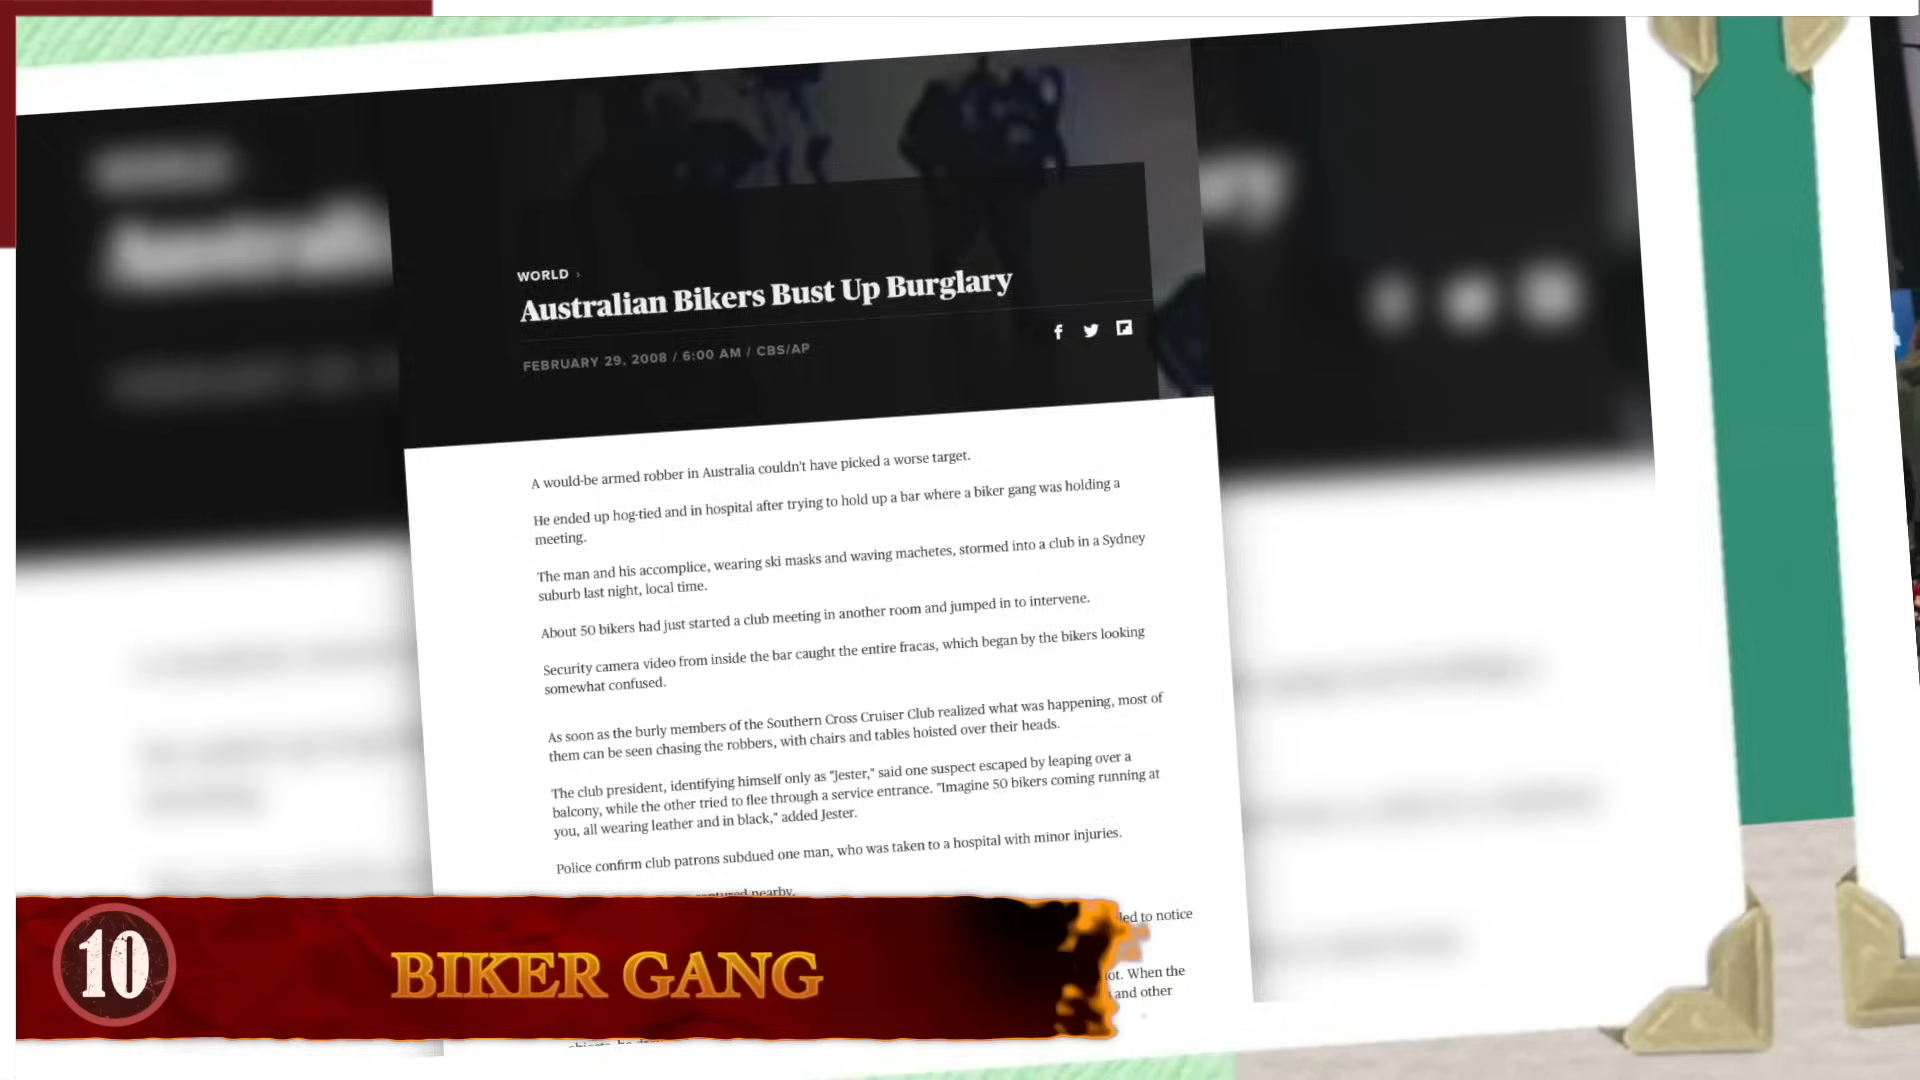 WORLD ›
Australian Bikers Bust Up Burglary
FEBRUARY 29, 2008 / 6:00 AM / CBS/AP
A would-be armed robber in Australia couldn't have picked a worse target.
He ended up hog-tied and in hospital after trying to hold up a bar where a biker gang was holding a
meeting.
The man and his accomplice, wearing ski masks and waving machetes, stormed into a club in a Sydney
suburb last night, local time.
About 50 bikers had just started a club meeting in another room and jumped in to intervene.
Security camera video from inside the bar caught the entire fracas, which began by the bikers looking
somewhat confused.
As soon as the burly members of the Southern Cross Cruiser Club realized what was happening, most of
them can be seen chasing the robbers, with chairs and tables hoisted over their heads.
The club president, identifying himself only as "Jester," said one suspect escaped by leaping over a
balcony, while the other tried to flee through a service entrance. "Imagine 50 bikers coming running at
you, all wearing leather and in black," added Jester.
Police confirm club patrons subdued one man, who was taken to a hospital with minor injuries.
nearby.
to notice
When the
and other
10
BIKER GANG